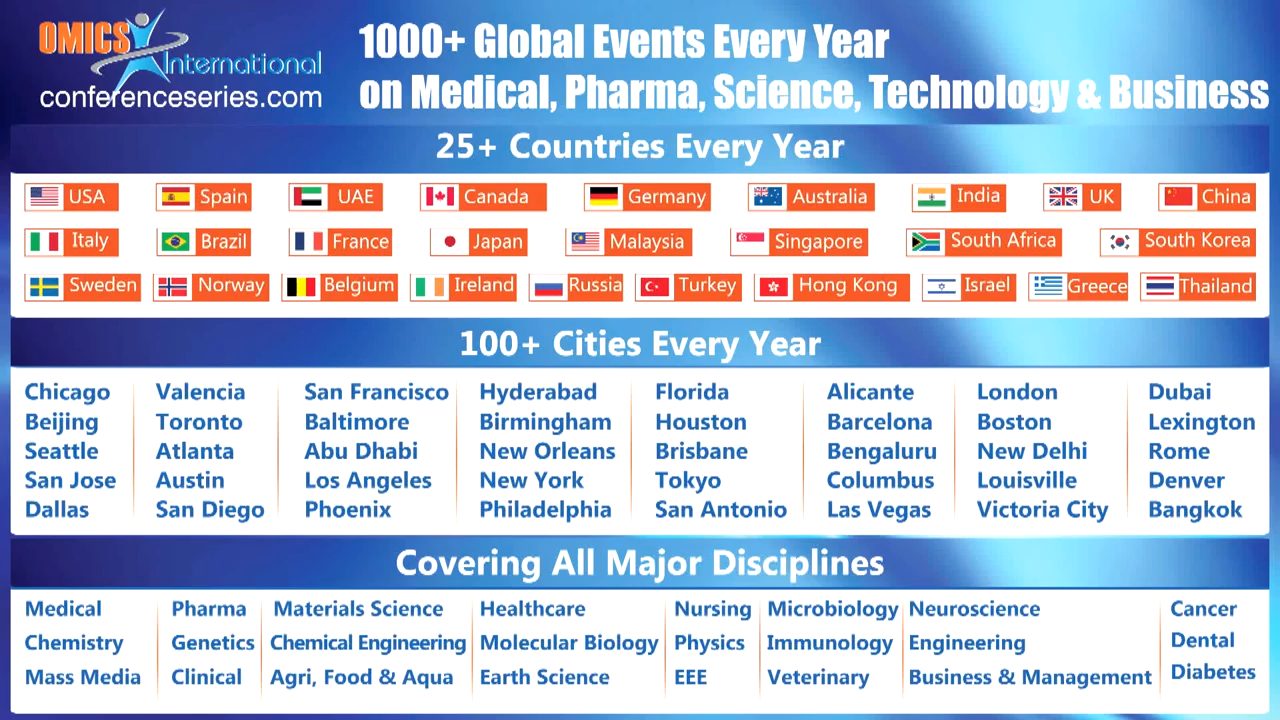 OMICS International
conferenceseries.com
1000+ Global Events Every Year
on Medical, Pharma, Science, Technology & Business
25+ Countries Every Year
USA Spain UAE Canada Germany Australia India UK China
Italy Brazil France Japan Malaysia Singapore South Africa South Korea
Sweden Norway Belgium Ireland Russia Turkey Hong Kong Israel Greece Thailand
100+ Cities Every Year
Chicago Valencia San Francisco Hyderabad Florida Alicante London Dubai
Beijing Toronto Baltimore Birmingham Houston Barcelona Boston Lexington
Seattle Atlanta Abu Dhabi New Orleans Brisbane Bengaluru New Delhi Rome
San Jose Austin Los Angeles New York Tokyo Columbus Louisville Denver
Dallas San Diego Phoenix Philadelphia San Antonio Las Vegas Victoria City Bangkok
Covering All Major Disciplines
Medical Pharma Materials Science Healthcare Nursing Microbiology Neuroscience Cancer
Chemistry Genetics Chemical Engineering Molecular Biology Physics Immunology Engineering Dental
Mass Media Clinical Agri, Food & Aqua Earth Science EEE Veterinary Business & Management Diabetes